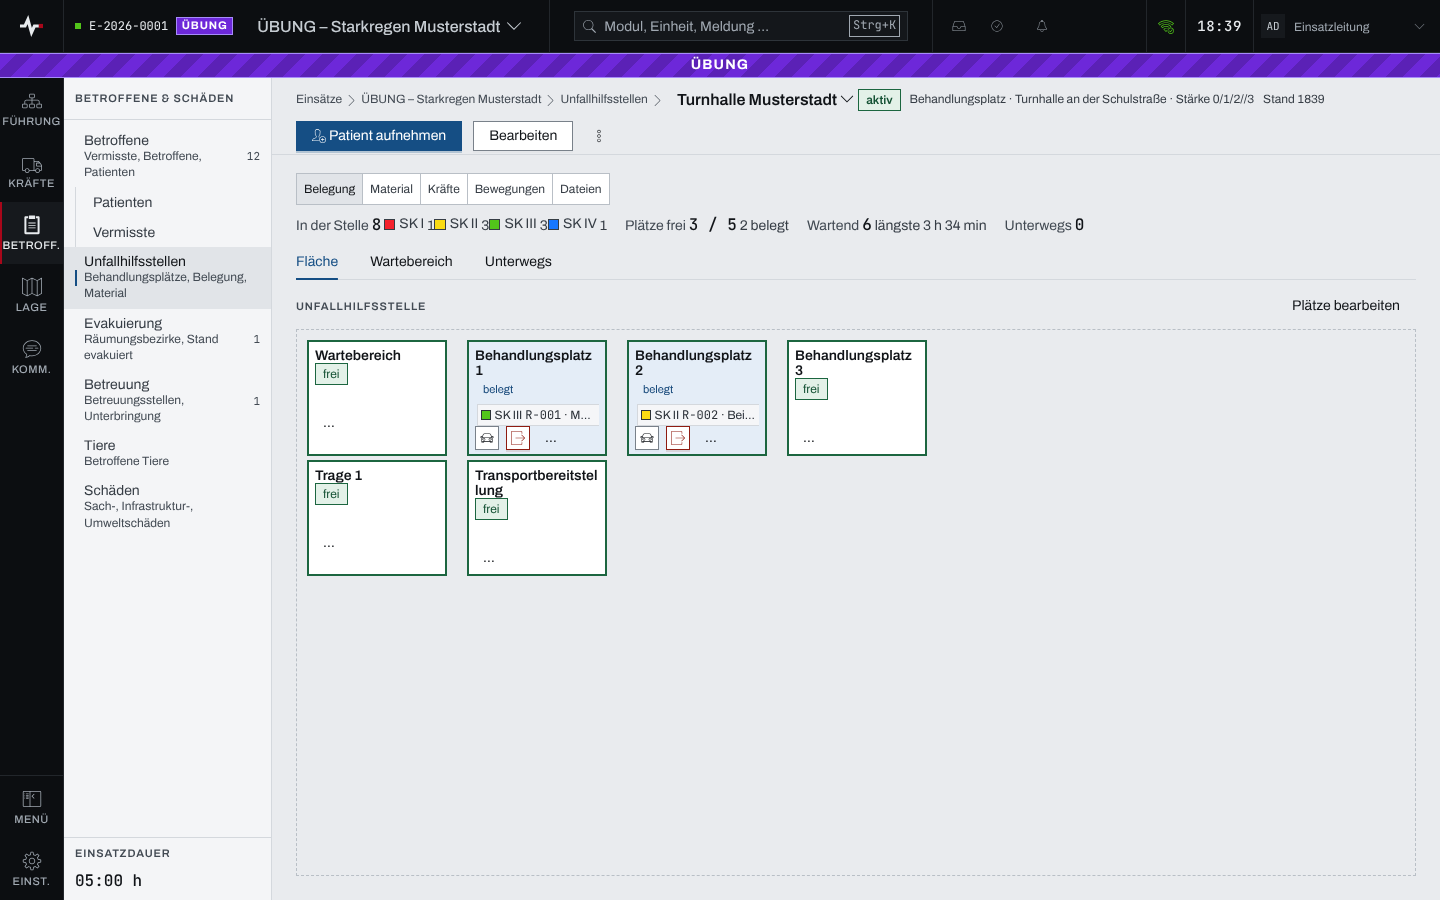 E-2026-0001 ÜBUNG ÜBUNG – Starkregen Musterstadt Modul, Einheit, Meldung ... Strg+K 18:39 AD Einsatzleitung
ÜBUNG
FÜHRUNG
KRÄFTE
BETROFF.
LAGE
KOMM.
MENÜ
EINST.
BETROFFENE & SCHÄDEN
Betroffene
Vermisste, Betroffene, 12
Patienten
Patienten
Vermisste
Unfallhilfsstellen
Behandlungsplätze, Belegung,
Material
Evakuierung
Räumungsbezirke, Stand 1
evakuiert
Betreuung
Betreuungsstellen, 1
Unterbringung
Tiere
Betroffene Tiere
Schäden
Sach-, Infrastruktur-,
Umweltschäden
EINSATZDAUER
05:00 h
Einsätze ÜBUNG – Starkregen Musterstadt Unfallhilfsstellen Turnhalle Musterstadt aktiv Behandlungsplatz · Turnhalle an der Schulstraße · Stärke 0/1/2//3 Stand 1839
Patient aufnehmen Bearbeiten
Belegung Material Kräfte Bewegungen Dateien
In der Stelle 8 SK I 1 SK II 3 SK III 3 SK IV 1 Plätze frei 3 / 5 2 belegt Wartend 6 längste 3 h 34 min Unterwegs 0
Fläche Wartebereich Unterwegs
UNFALLHILFSSTELLE Plätze bearbeiten
Wartebereich
frei
...
Behandlungsplatz
1
belegt
SK III R-001 · M...
...
Behandlungsplatz
2
belegt
SK II R-002 · Bei...
...
Behandlungsplatz
3
frei
...
Trage 1
frei
...
Transportbereitstel
lung
frei
...